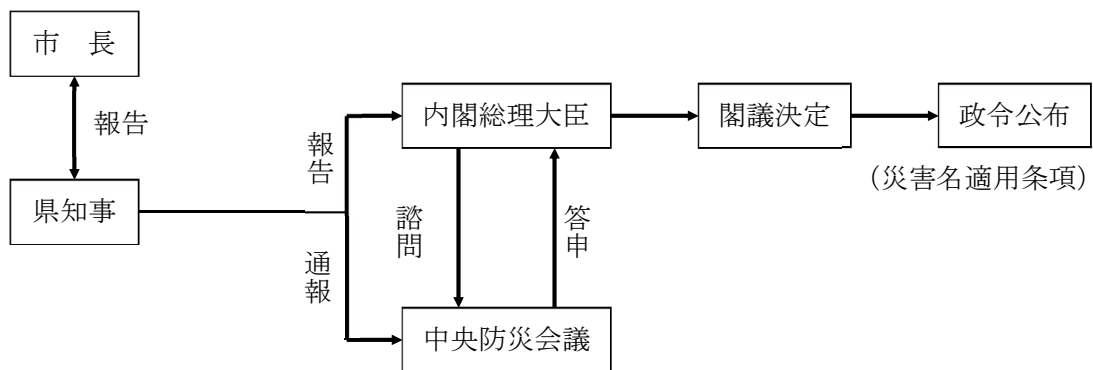 市　長
報告
県知事
報告
通報
内閣総理大臣
諮問
答申
中央防災会議
閣議決定
政令公布
（災害名適用条項）